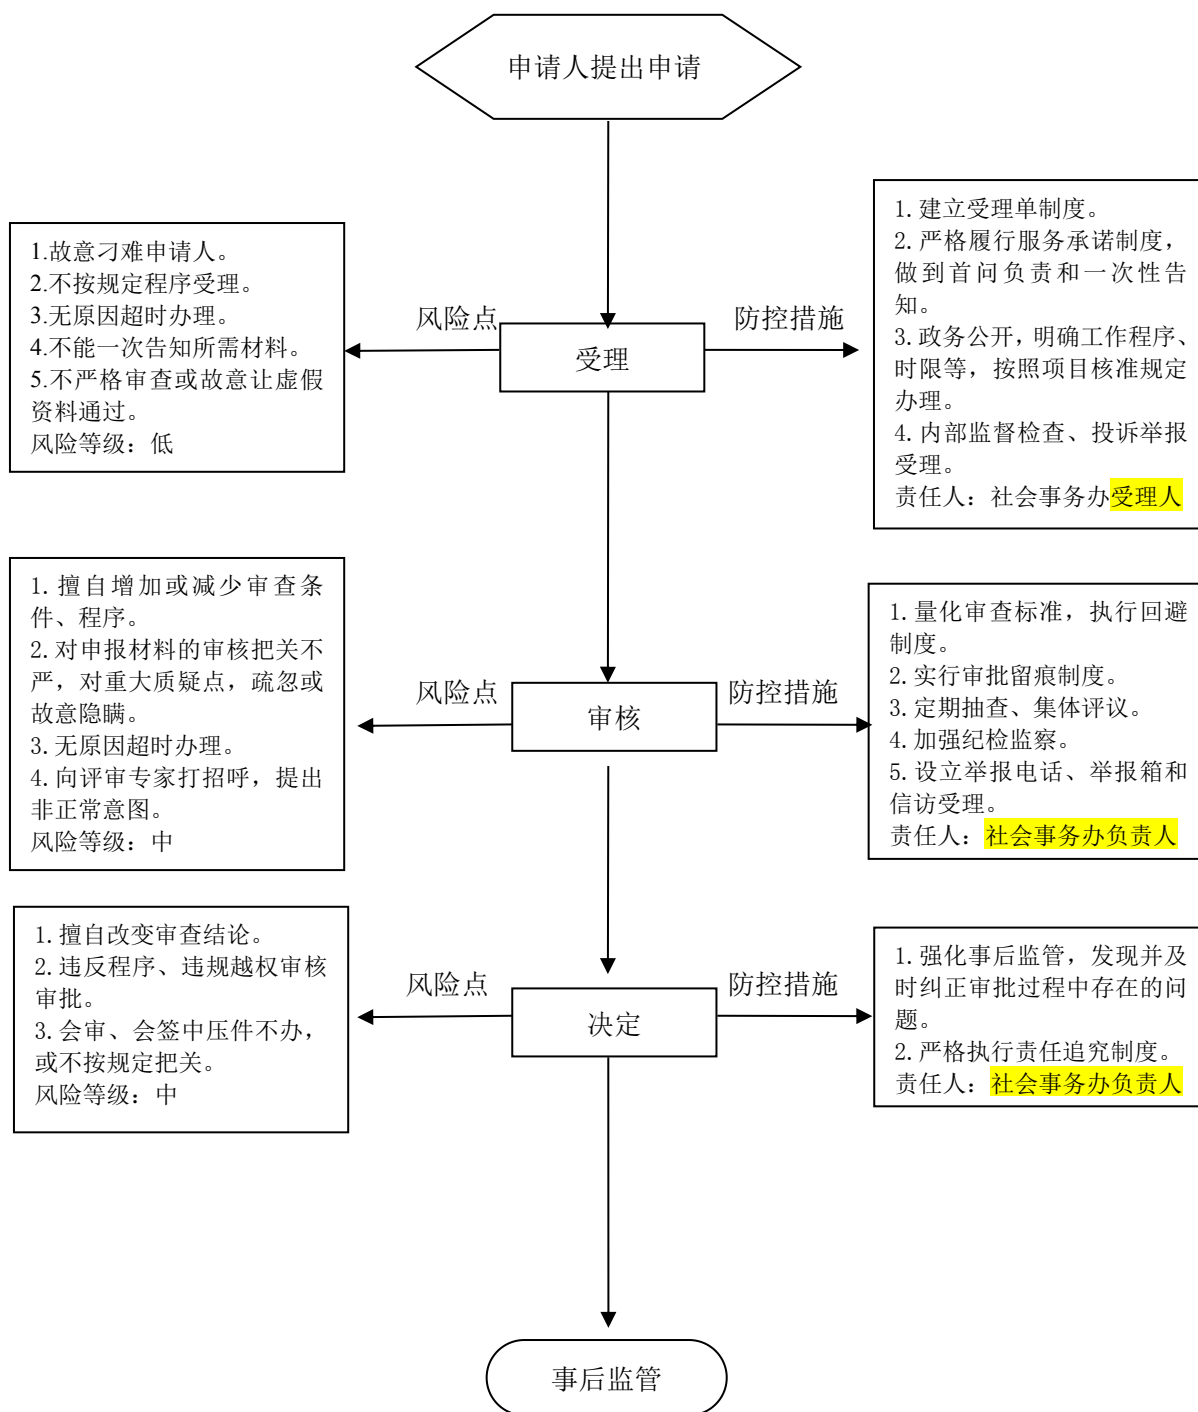 申请人提出申请
1.故意刁难申请人。
2.不按规定程序受理。
3.无原因超时办理。
4.不能一次告知所需材料。
5.不严格审查或故意让虚假
资料通过。
风险等级：低
风险点
受理
防控措施
1.建立受理单制度。
2.严格履行服务承诺制度，
做到首问负责和一次性告
知。
3.政务公开，明确工作程序、
时限等，按照项目核准规定
办理。
4.内部监督检查、投诉举报
受理。
责任人：社会事务办受理人
1.擅自增加或减少审查条
件、程序。
2.对申报材料的审核把关不
严，对重大质疑点，疏忽或
故意隐瞒。
3.无原因超时办理。
4.向评审专家打招呼，提出
非正常意图。
风险等级：中
风险点
审核
防控措施
1.量化审查标准，执行回避
制度。
2.实行审批留痕制度。
3.定期抽查、集体评议。
4.加强纪检监察。
5.设立举报电话、举报箱和
信访受理。
责任人：社会事务办负责人
1.擅自改变审查结论。
2.违反程序、违规越权审核
审批。
3.会审、会签中压件不办，
或不按规定把关。
风险等级：中
风险点
决定
防控措施
1.强化事后监管，发现并及
时纠正审批过程中存在的问
题。
2.严格执行责任追究制度。
责任人：社会事务办负责人
事后监管